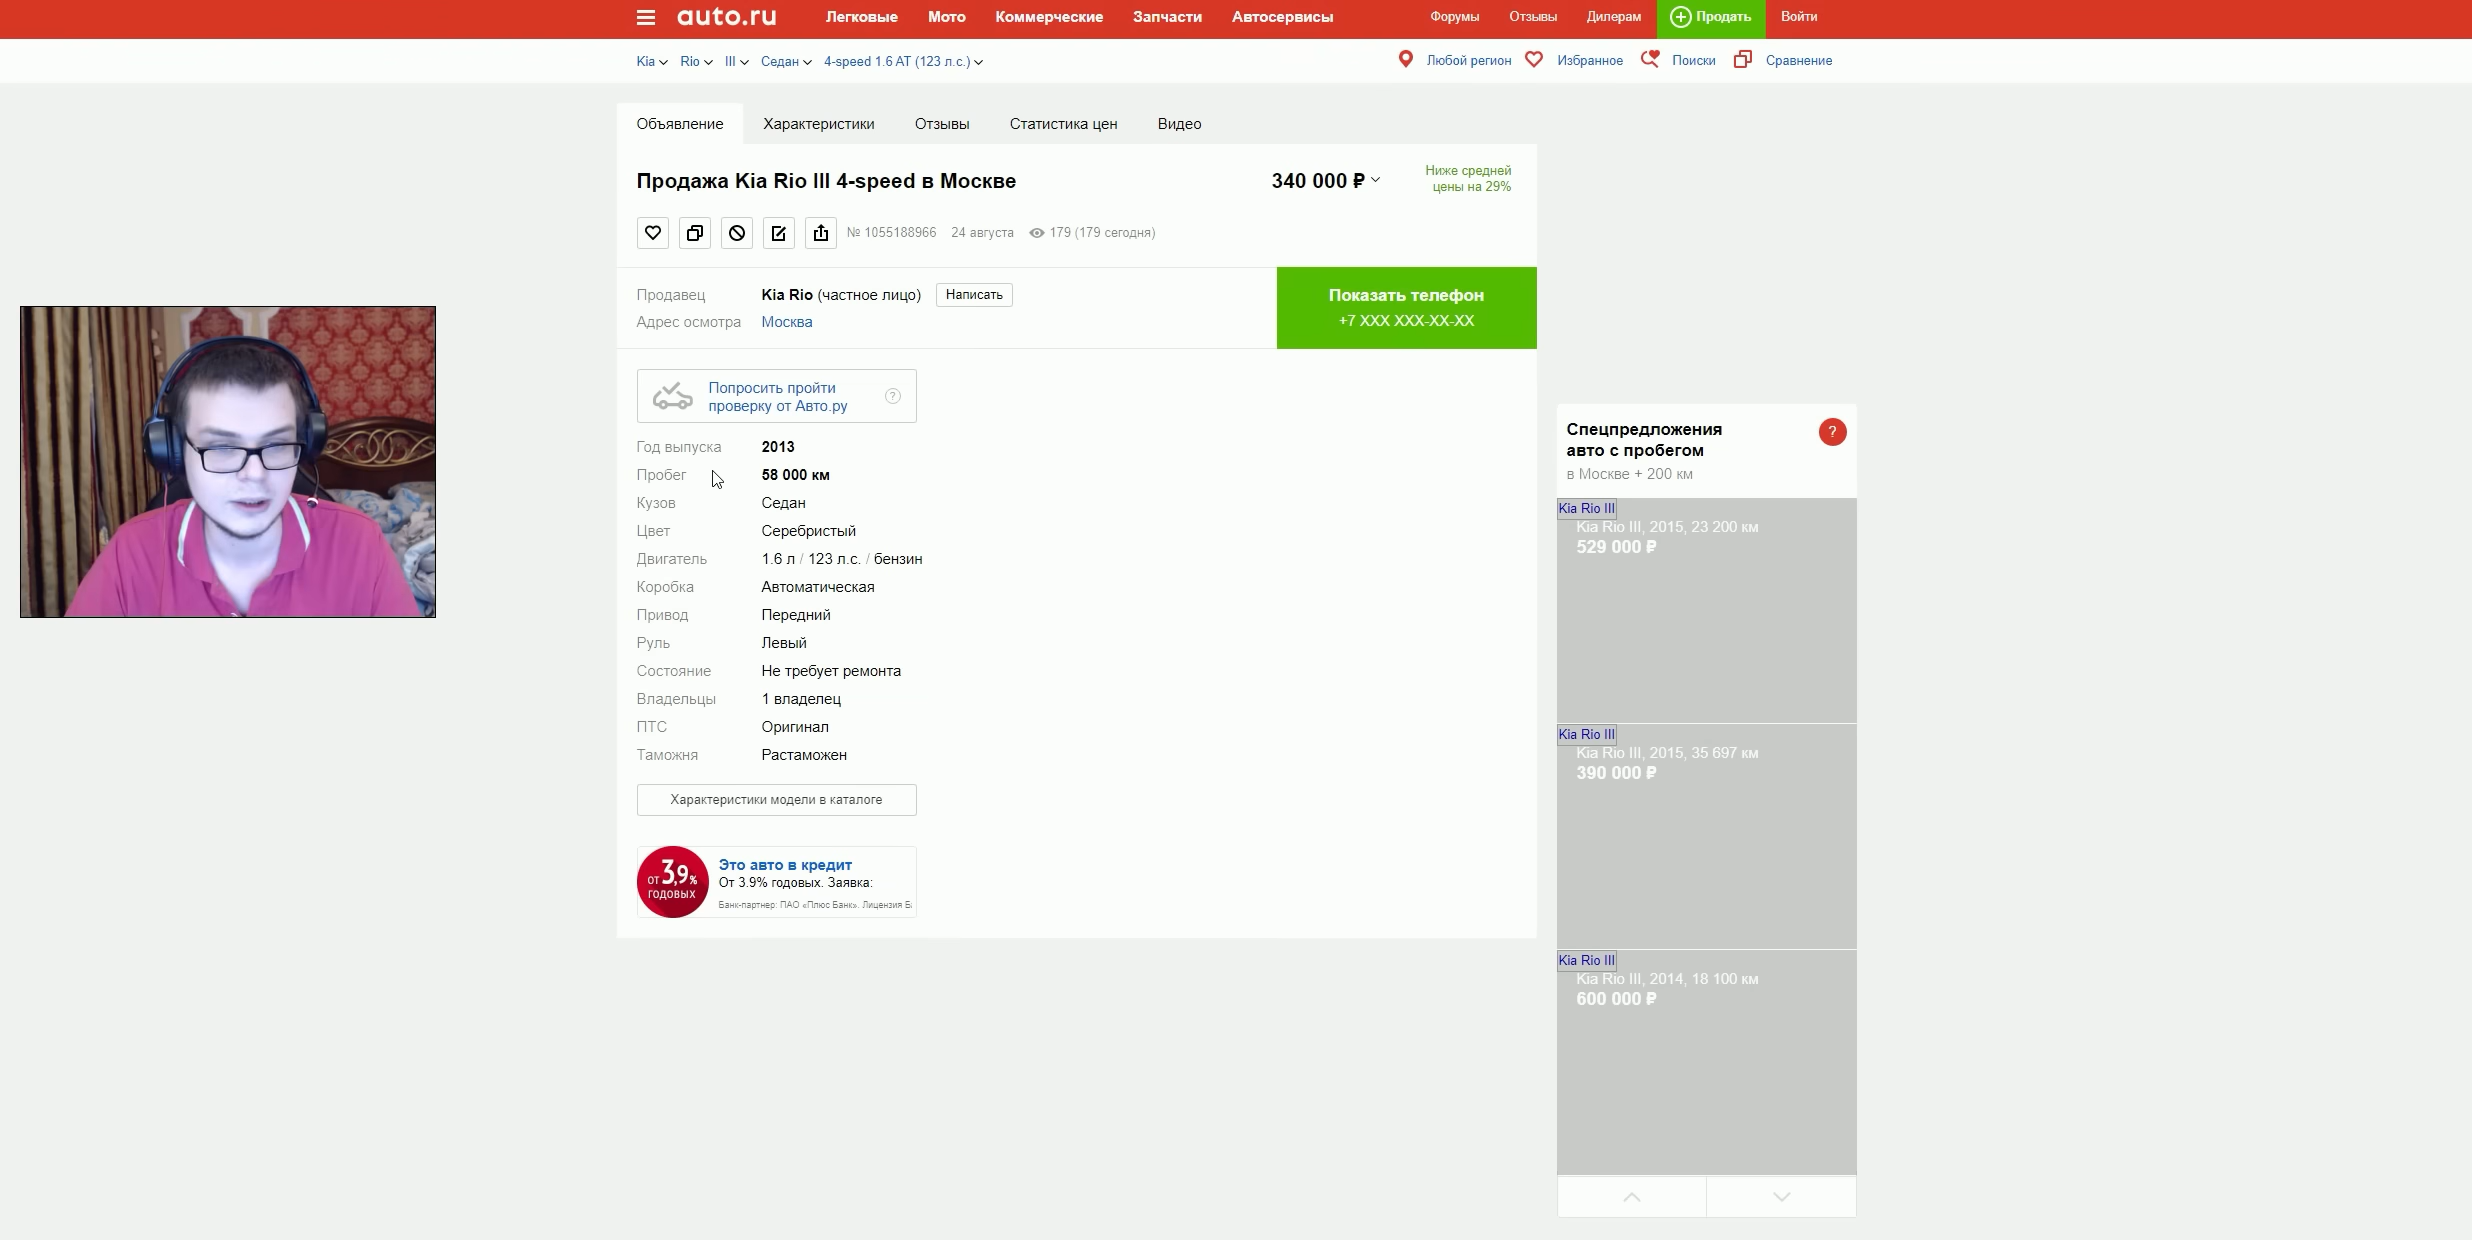 auto.ru
Легковые Мото Коммерческие Запчасти Автосервисы
Форумы Отзывы Дилерам Продать Войти
Kia Rio III Седан 4-speed 1.6 AT (123 л.с.)
Любой регион Избранное Поиски Сравнение
Объявление Характеристики Отзывы Статистика цен Видео
Продажа Kia Rio III 4-speed в Москве
340 000 ₽
Ниже средней
цены на 29%
№ 1055188966 24 августа 179 (179 сегодня)
Продавец Kia Rio (частное лицо) Написать
Адрес осмотра Москва
Показать телефон
+7 XXX XXX-XX-XX
Попросить пройти
проверку от Авто.ру
?
Год выпуска 2013
Пробег 58 000 км
Кузов Седан
Цвет Серебристый
Двигатель 1.6 л / 123 л.с. / бензин
Коробка Автоматическая
Привод Передний
Руль Левый
Состояние Не требует ремонта
Владельцы 1 владелец
ПТС Оригинал
Таможня Растаможен
Характеристики модели в каталоге
от 3,9%
годовых
Это авто в кредит
От 3.9% годовых. Заявка:
Банк-партнер: ПАО «Плюс Банк». Лицензия
Спецпредложения
авто с пробегом
?
в Москве + 200 км
Kia Rio III
Kia Rio III, 2015, 23 200 км
529 000 ₽
Kia Rio III
Kia Rio III, 2015, 35 697 км
390 000 ₽
Kia Rio III
Kia Rio III, 2014, 18 100 км
600 000 ₽